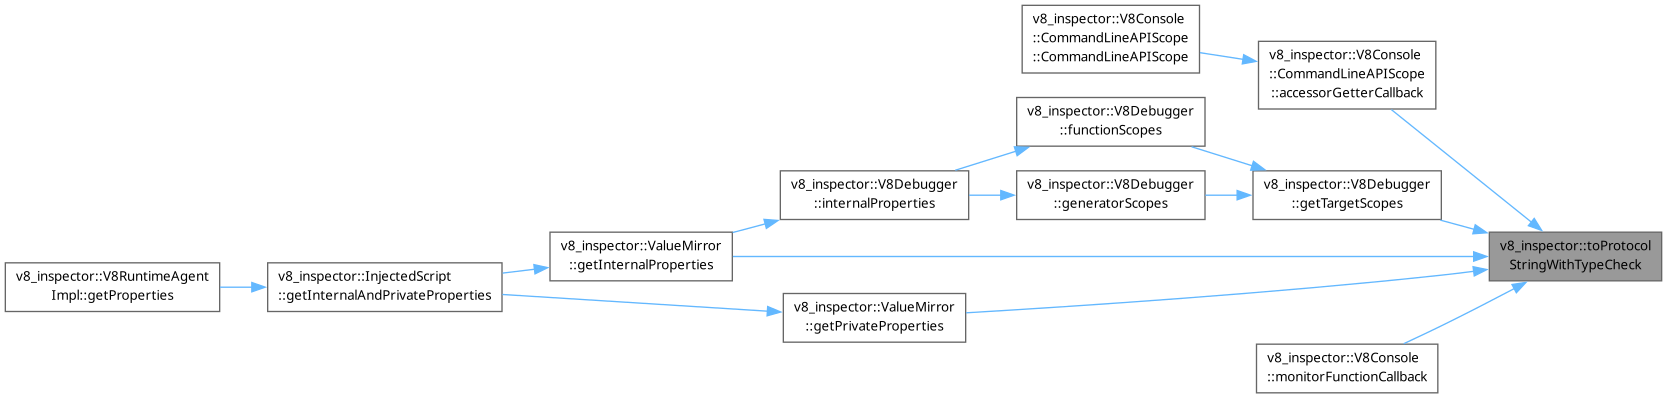 v8_inspector::V8Console
::CommandLineAPIScope
::CommandLineAPIScope
v8_inspector::V8Console
::CommandLineAPIScope
::accessorGetterCallback
v8_inspector::V8Debugger
::functionScopes
v8_inspector::V8Debugger
::internalProperties
v8_inspector::V8Debugger
::generatorScopes
v8_inspector::V8Debugger
::getTargetScopes
v8_inspector::toProtocol
StringWithTypeCheck
v8_inspector::ValueMirror
::getInternalProperties
v8_inspector::V8RuntimeAgent
Impl::getProperties
v8_inspector::InjectedScript
::getInternalAndPrivateProperties
v8_inspector::ValueMirror
::getPrivateProperties
v8_inspector::V8Console
::monitorFunctionCallback